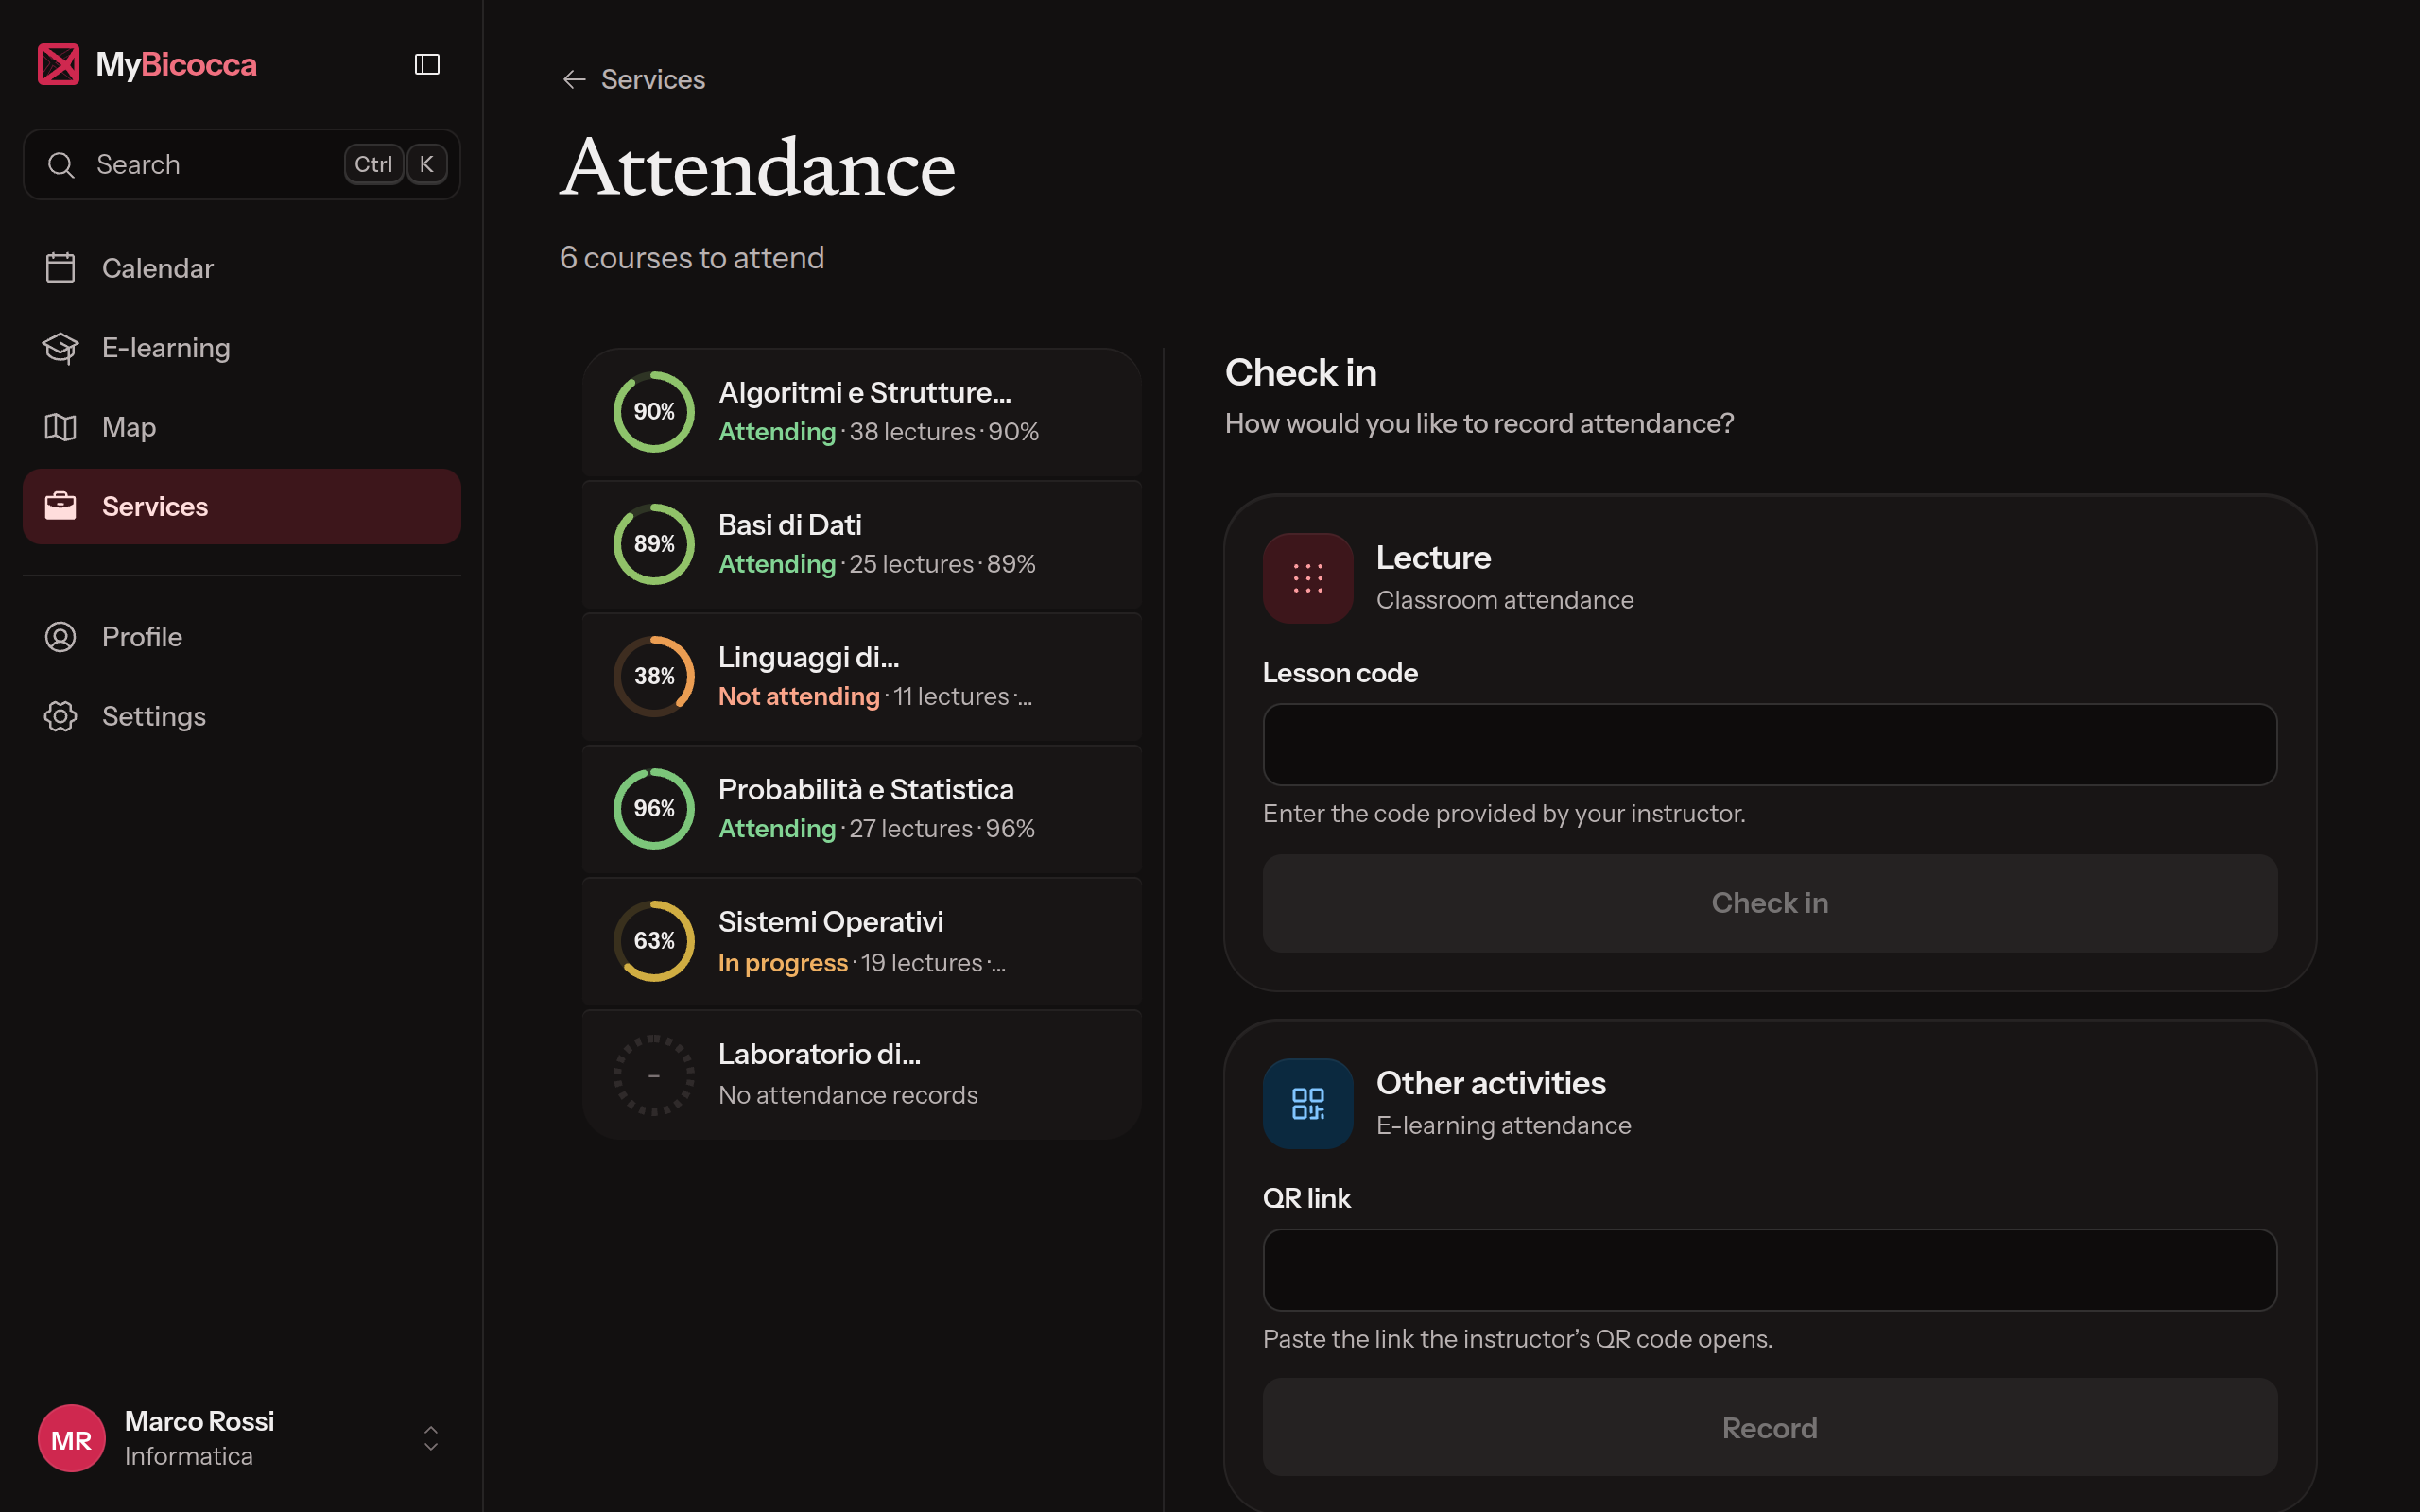 MyBicocca
Search
Ctrl K
Calendar
E-learning
Map
Services
Profile
Settings
MR
Marco Rossi
Informatica
Services
Attendance
6 courses to attend
90%
Algoritmi e Strutture...
Attending · 38 lectures · 90%
89%
Basi di Dati
Attending · 25 lectures · 89%
38%
Linguaggi di...
Not attending · 11 lectures ·...
96%
Probabilità e Statistica
Attending · 27 lectures · 96%
63%
Sistemi Operativi
In progress · 19 lectures ·...
–
Laboratorio di...
No attendance records
Check in
How would you like to record attendance?
Lecture
Classroom attendance
Lesson code
Enter the code provided by your instructor.
Check in
Other activities
E-learning attendance
QR link
Paste the link the instructor’s QR code opens.
Record